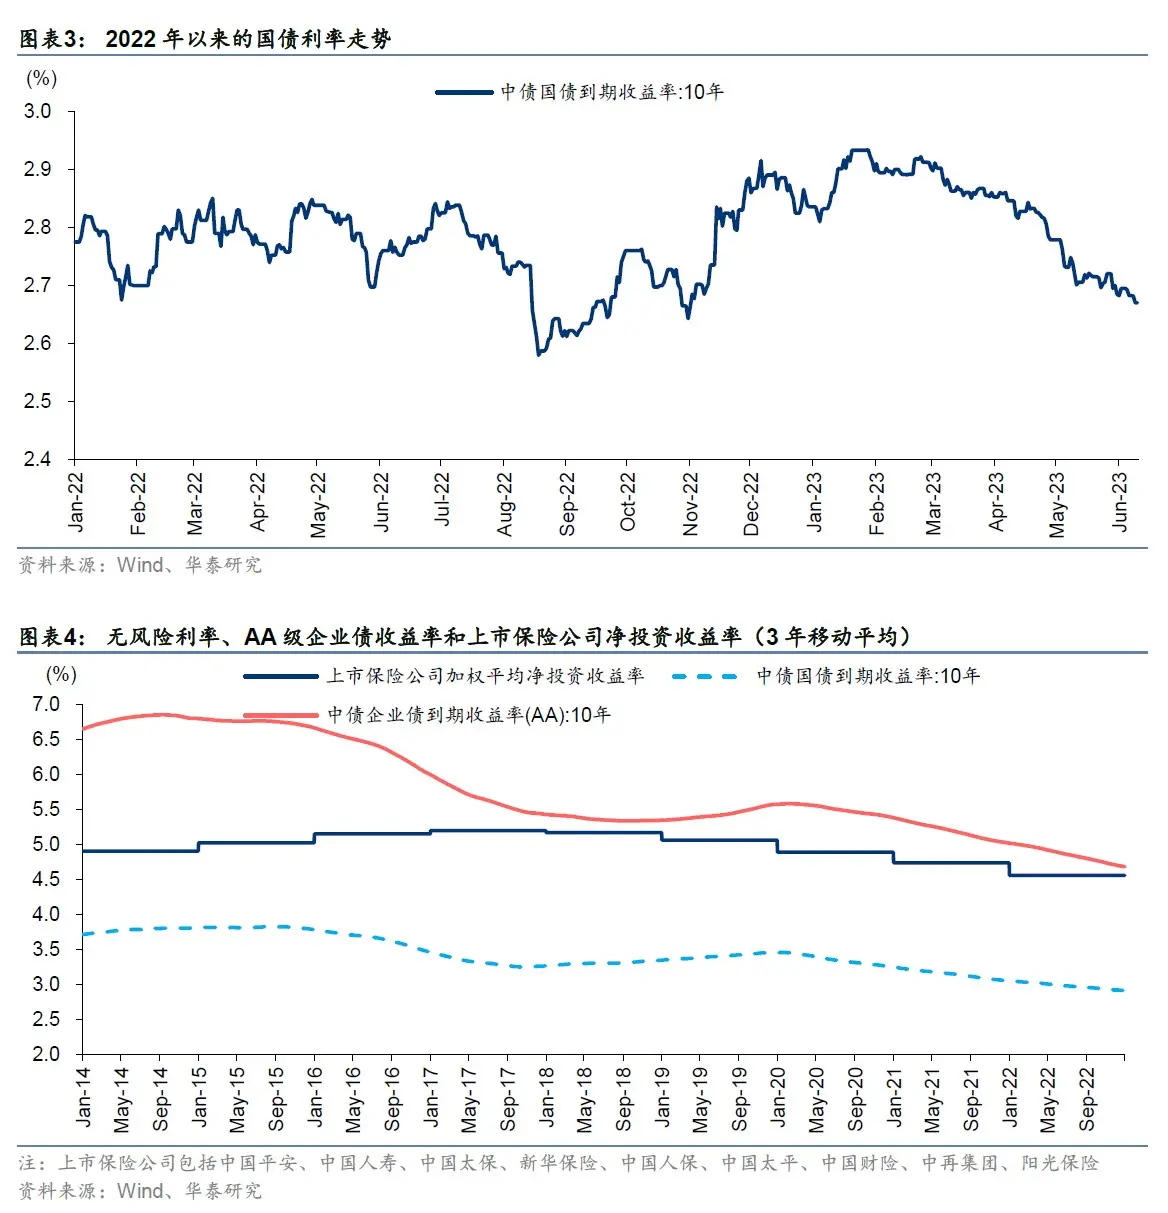 图表3： 2022 年以来的国债利率走势
(%)
中债国债到期收益率:10年
3.0
2.9
2.8
2.7
2.6
2.5
2.4
Jan-22
Feb-22
Mar-22
Apr-22
May-22
Jun-22
Jul-22
Aug-22
Sep-22
Oct-22
Nov-22
Dec-22
Jan-23
Feb-23
Mar-23
Apr-23
May-23
Jun-23
资料来源：Wind、华泰研究
图表4： 无风险利率、AA 级企业债收益率和上市保险公司净投资收益率（3 年移动平均）
(%)
上市保险公司加权平均净投资收益率
中债国债到期收益率:10年
中债企业债到期收益率(AA):10年
7.0
6.5
6.0
5.5
5.0
4.5
4.0
3.5
3.0
2.5
2.0
Jan-14
May-14
Sep-14
Jan-15
May-15
Sep-15
Jan-16
May-16
Sep-16
Jan-17
May-17
Sep-17
Jan-18
May-18
Sep-18
Jan-19
May-19
Sep-19
Jan-20
May-20
Sep-20
Jan-21
May-21
Sep-21
Jan-22
May-22
Sep-22
注：上市保险公司包括中国平安、中国人寿、中国太保、新华保险、中国人保、中国太平、中国财险、中再集团、阳光保险
资料来源：Wind、华泰研究